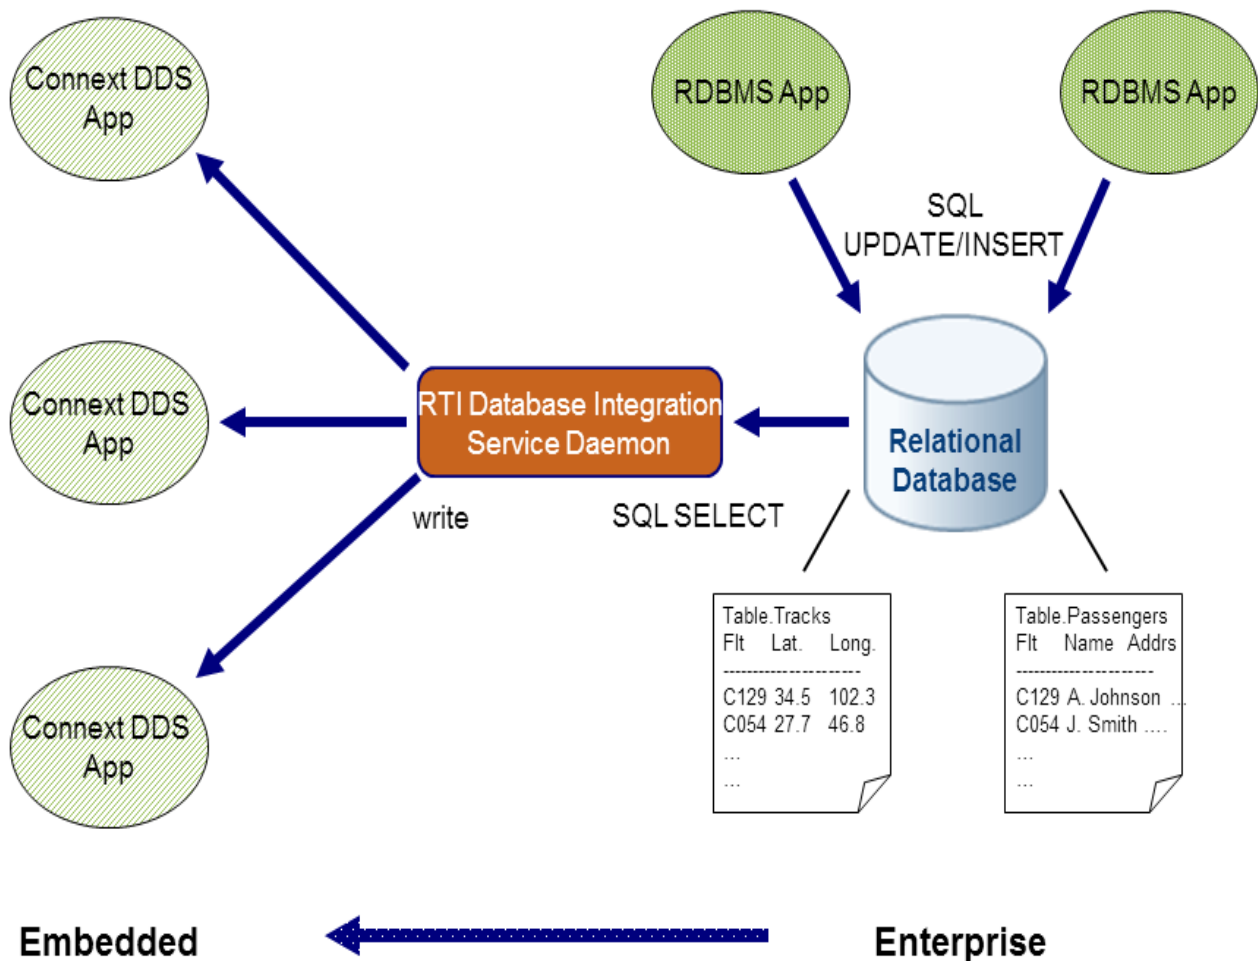 Connext DDS
App
RDBMS App
RDBMS App
SQL
UPDATE/INSERT
Connext DDS
App
RTI Database Integration
Service Daemon
Relational
Database
write
SQL SELECT
Connext DDS
App
Table.Tracks
Flt Lat. Long.
-----------------------
C129 34.5 102.3
C054 27.7 46.8
...
...
Table.Passengers
Flt Name Addrs
-----------------------
C129 A. Johnson ...
C054 J. Smith ....
...
...
Embedded
Enterprise